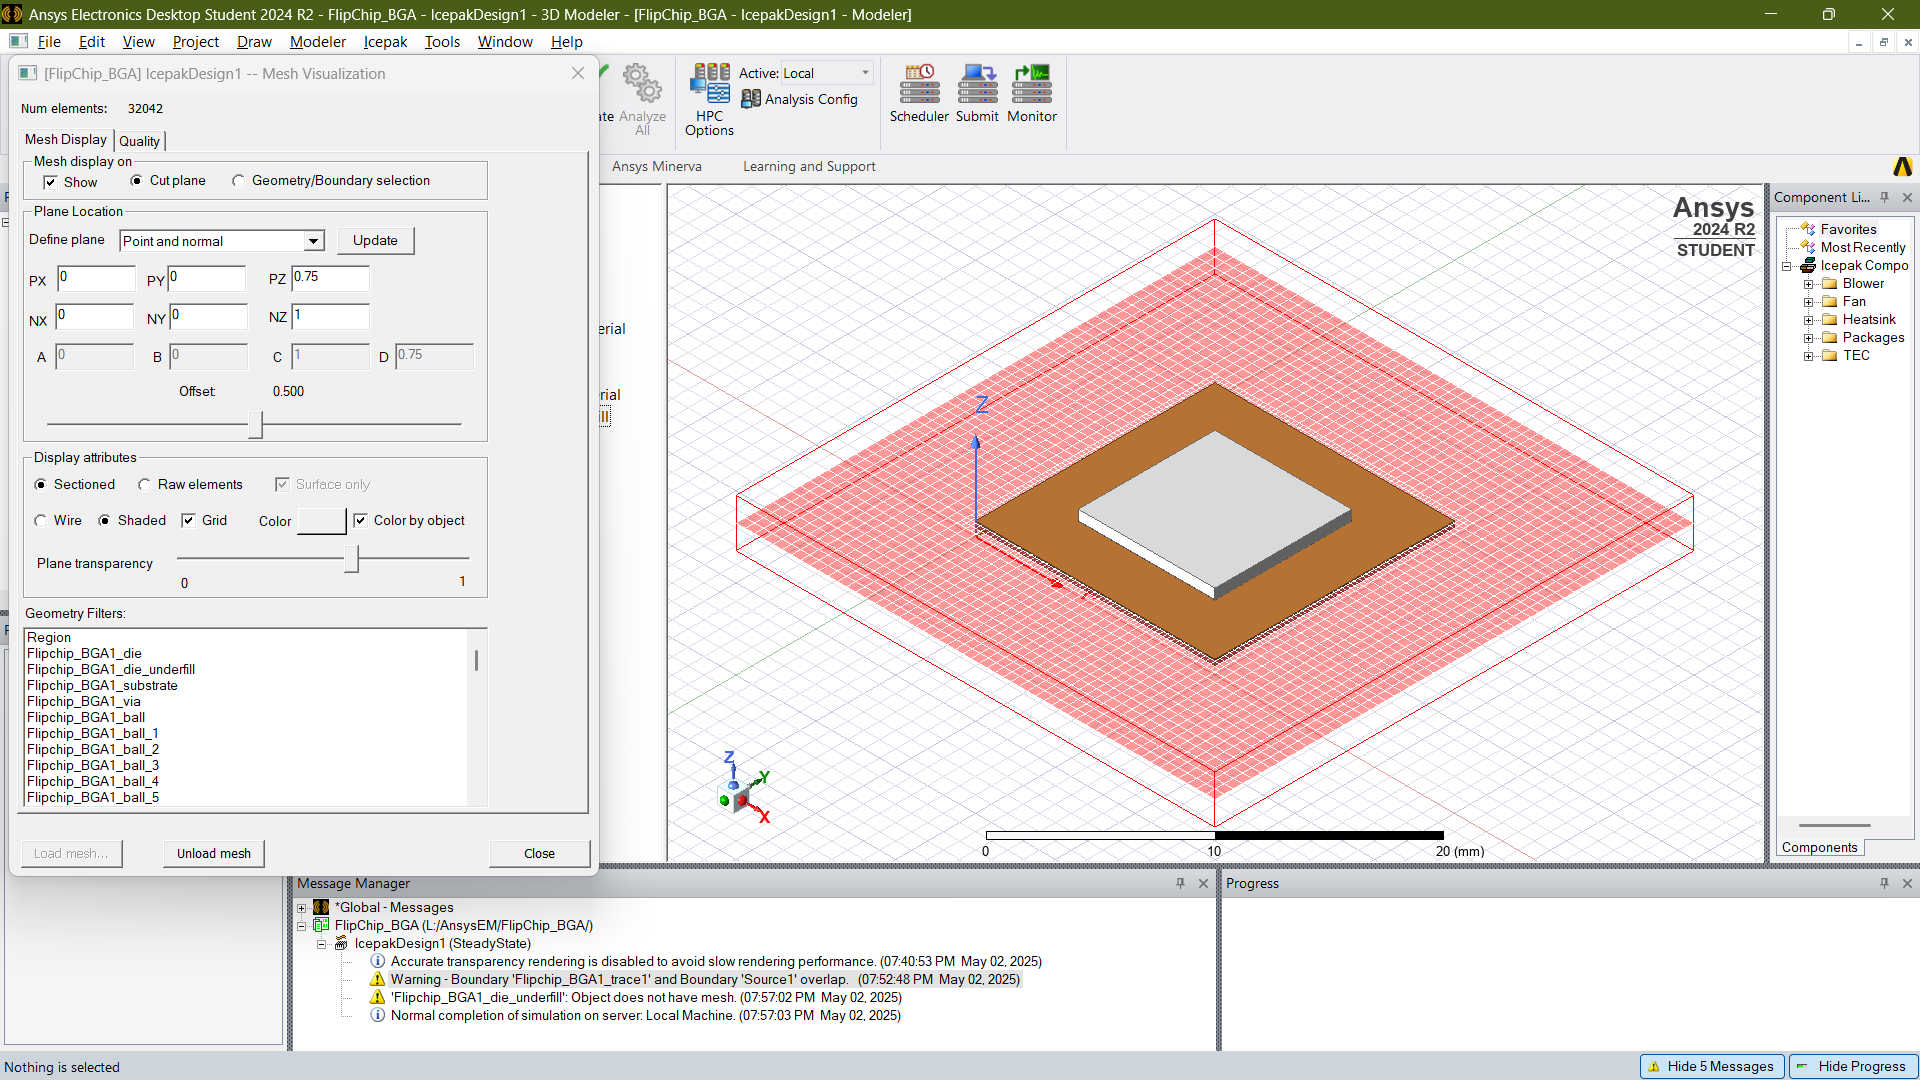 Ansys Electronics Desktop Student 2024 R2 - FlipChip_BGA - IcepakDesign1 - 3D Modeler - [FlipChip_BGA - IcepakDesign1 - Modeler]
File Edit View Project Draw Modeler Icepak Tools Window Help
[FlipChip_BGA] IcepakDesign1 -- Mesh Visualization
Num elements: 32042
Mesh Display Quality
Mesh display on
Show Cut plane Geometry/Boundary selection
Plane Location
Define plane Point and normal Update
PX 0 PY 0 PZ 0.75
NX 0 NY 0 NZ 1
A 0 B 0 C 1 D 0.75
Offset: 0.500
Display attributes
Sectioned Raw elements Surface only
Wire Shaded Grid Color Color by object
Plane transparency
0 1
Geometry Filters:
Region
Flipchip_BGA1_die
Flipchip_BGA1_die_underfill
Flipchip_BGA1_substrate
Flipchip_BGA1_via
Flipchip_BGA1_ball
Flipchip_BGA1_ball_1
Flipchip_BGA1_ball_2
Flipchip_BGA1_ball_3
Flipchip_BGA1_ball_4
Flipchip_BGA1_ball_5
Load mesh... Unload mesh Close
ate Analyze All
HPC Options
Active: Local
Analysis Config
Scheduler Submit Monitor
Ansys Minerva Learning and Support
erial
rial
ll
Ansys
2024 R2
STUDENT
Z
Z
Y
X
0 10 20 (mm)
Component Li...
Favorites
Most Recently
Icepak Compo
Blower
Fan
Heatsink
Packages
TEC
Components
Message Manager
*Global - Messages
FlipChip_BGA (L:/AnsysEM/FlipChip_BGA/)
IcepakDesign1 (SteadyState)
Accurate transparency rendering is disabled to avoid slow rendering performance. (07:40:53 PM May 02, 2025)
Warning - Boundary 'Flipchip_BGA1_trace1' and Boundary 'Source1' overlap. (07:52:48 PM May 02, 2025)
'Flipchip_BGA1_die_underfill': Object does not have mesh. (07:57:02 PM May 02, 2025)
Normal completion of simulation on server: Local Machine. (07:57:03 PM May 02, 2025)
Progress
Nothing is selected
Hide 5 Messages Hide Progress